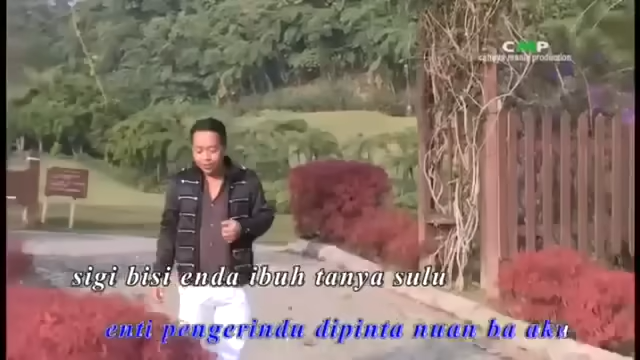 CMP
sigi bisi enda ibuh tanya sulu
enti pengerindu dipinta nuan ba aku